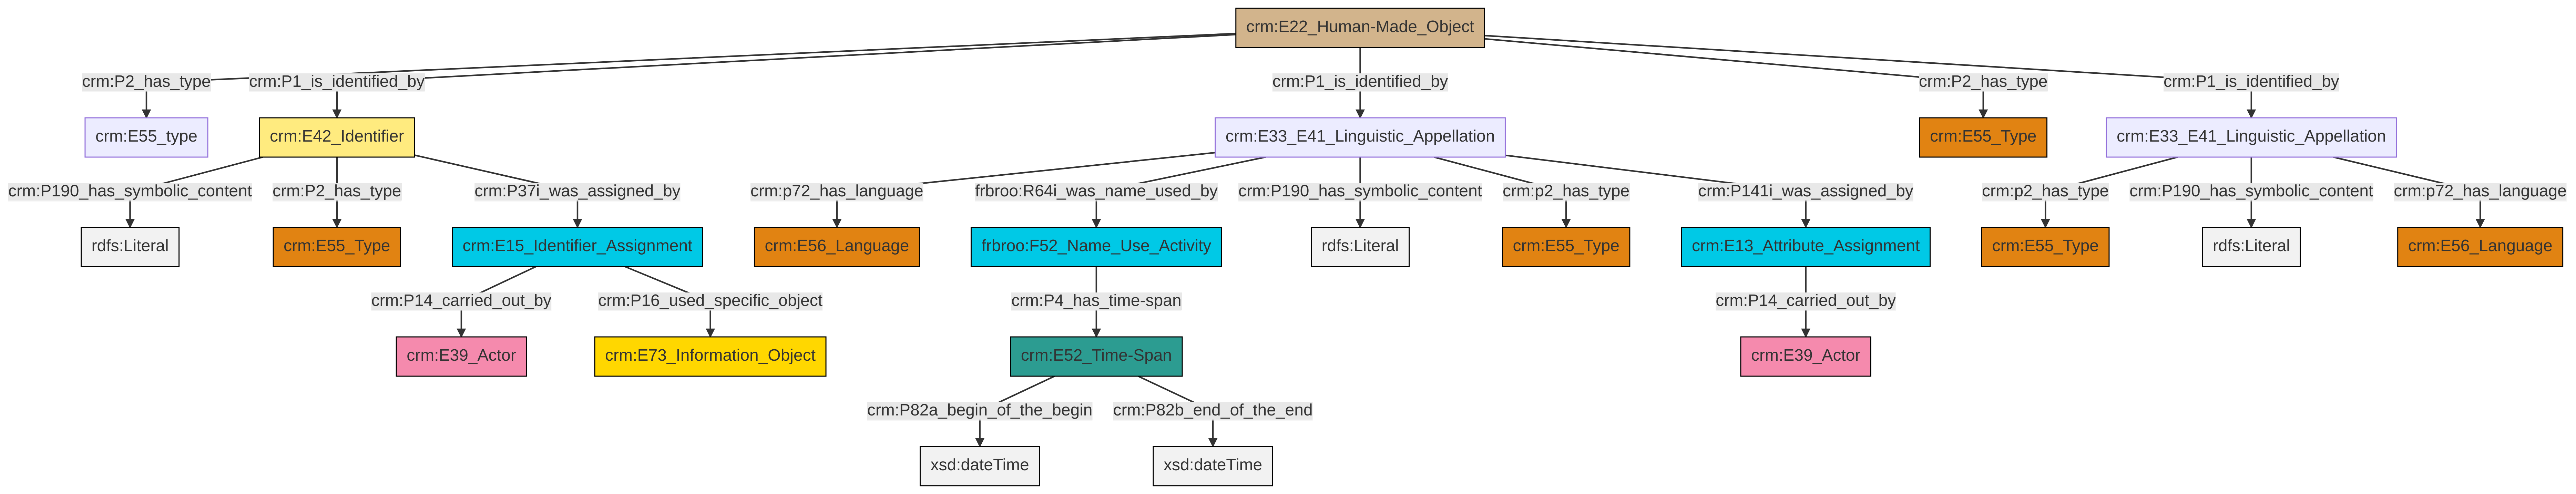 crm:E22_Human-Made_Object
crm:P2_has_type
crm:P1_is_identified_by
crm:P1_is_identified_by
crm:P2_has_type
crm:P1_is_identified_by
crm:E55_type
crm:E42_Identifier
crm:E33_E41_Linguistic_Appellation
crm:E55_Type
crm:E33_E41_Linguistic_Appellation
crm:P190_has_symbolic_content
crm:P2_has_type
crm:P37i_was_assigned_by
crm:p72_has_language
frbroo:R64i_was_name_used_by
crm:P190_has_symbolic_content
crm:p2_has_type
crm:P141i_was_assigned_by
crm:p2_has_type
crm:P190_has_symbolic_content
crm:p72_has_language
rdfs:Literal
crm:E55_Type
crm:E15_Identifier_Assignment
crm:E56_Language
frbroo:F52_Name_Use_Activity
rdfs:Literal
crm:E55_Type
crm:E13_Attribute_Assignment
crm:E55_Type
rdfs:Literal
crm:E56_Language
crm:P14_carried_out_by
crm:P16_used_specific_object
crm:P4_has_time-span
crm:P14_carried_out_by
crm:E39_Actor
crm:E73_Information_Object
crm:E52_Time-Span
crm:E39_Actor
crm:P82a_begin_of_the_begin
crm:P82b_end_of_the_end
xsd:dateTime
xsd:dateTime